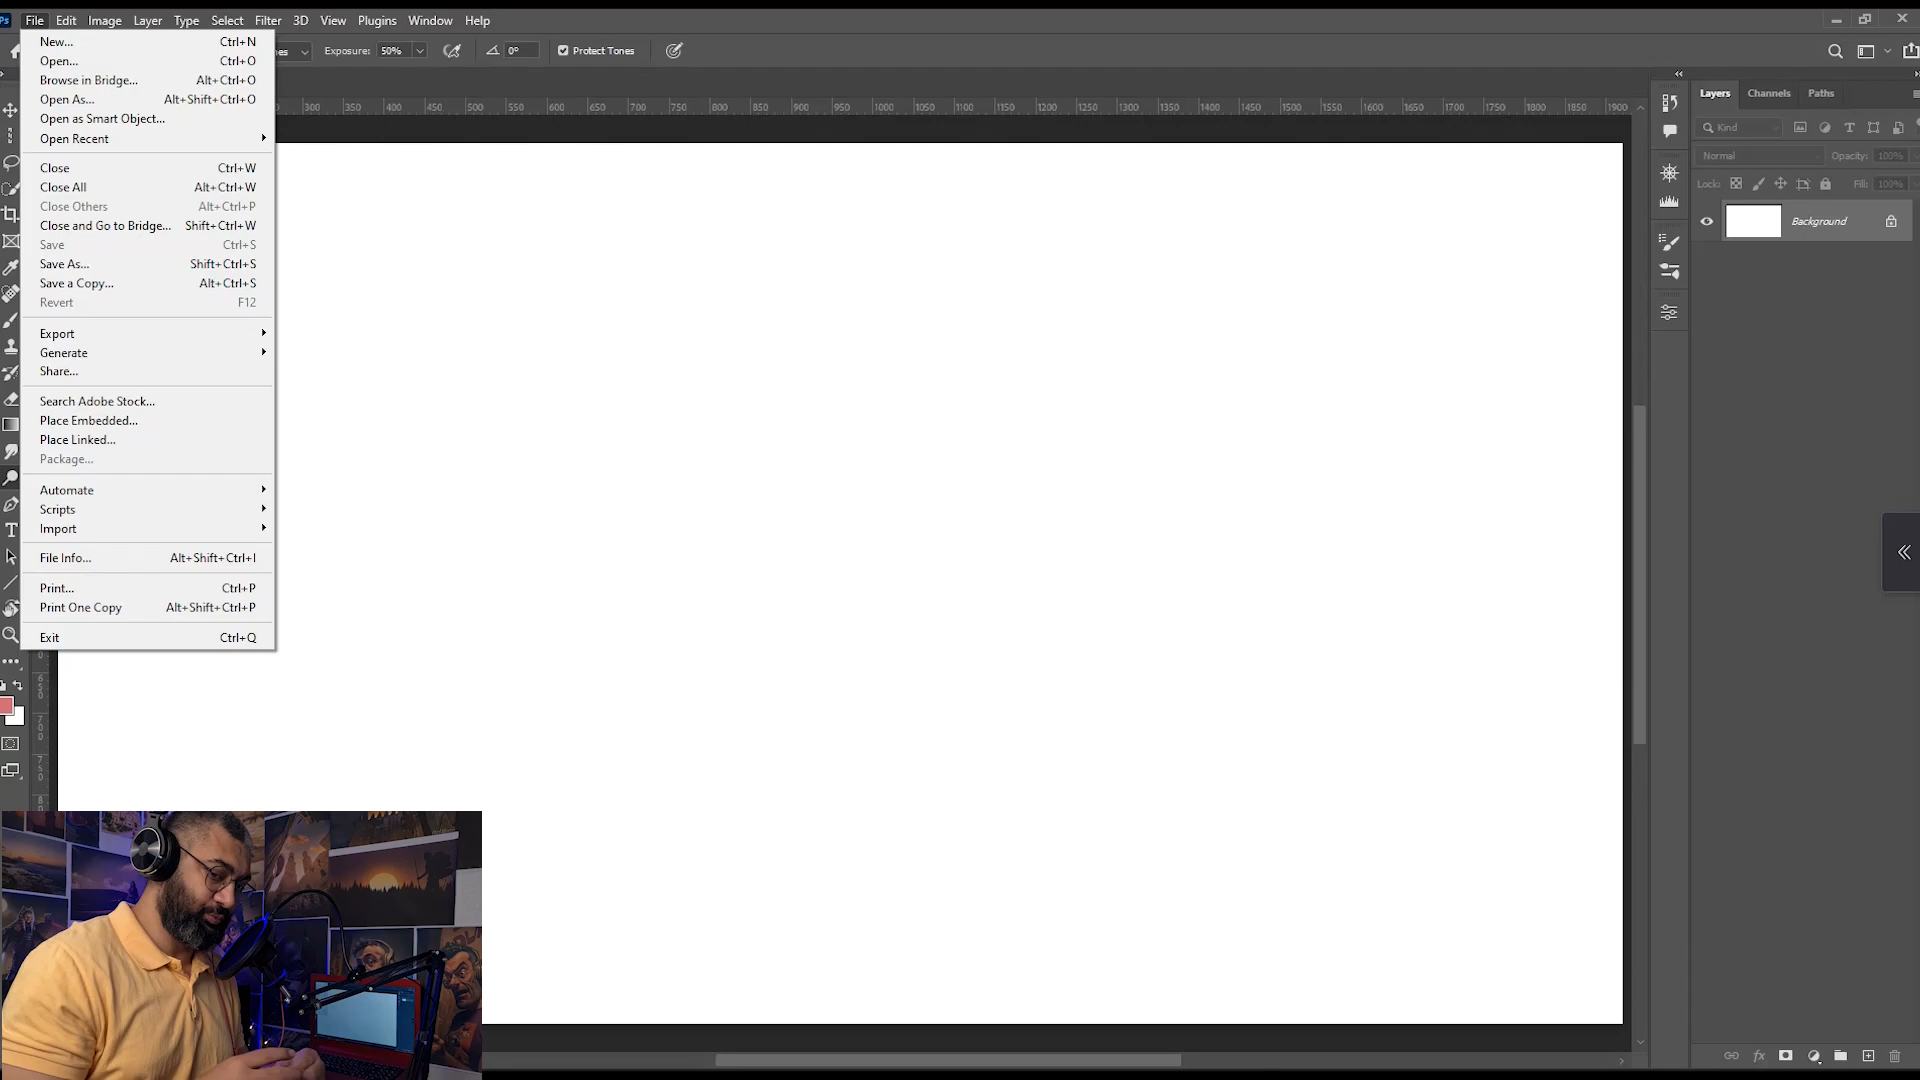 Ps File Edit Image Layer Type Select Filter 3D View Plugins Window Help
Exposure: 50% 0° Protect Tones
New... Ctrl+N
Open... Ctrl+O
Browse in Bridge... Alt+Ctrl+O
Open As... Alt+Shift+Ctrl+O
Open as Smart Object...
Open Recent
Close Ctrl+W
Close All Alt+Ctrl+W
Close Others Alt+Ctrl+P
Close and Go to Bridge... Shift+Ctrl+W
Save Ctrl+S
Save As... Shift+Ctrl+S
Save a Copy... Alt+Ctrl+S
Revert F12
Export
Generate
Share...
Search Adobe Stock...
Place Embedded...
Place Linked...
Package...
Automate
Scripts
Import
File Info... Alt+Shift+Ctrl+I
Print... Ctrl+P
Print One Copy Alt+Shift+Ctrl+P
Exit Ctrl+Q
300 350 400 450 500 550 600 650 700 750 800 850 900 950 1000 1050 1100 1150 1200 1250 1300 1350 1400 1450 1500 1550 1600 1650 1700 1750 1800 1850 1900
650
700
750
Layers Channels Paths
Kind
Normal Opacity: 100%
Lock: Fill: 100%
Background
fx